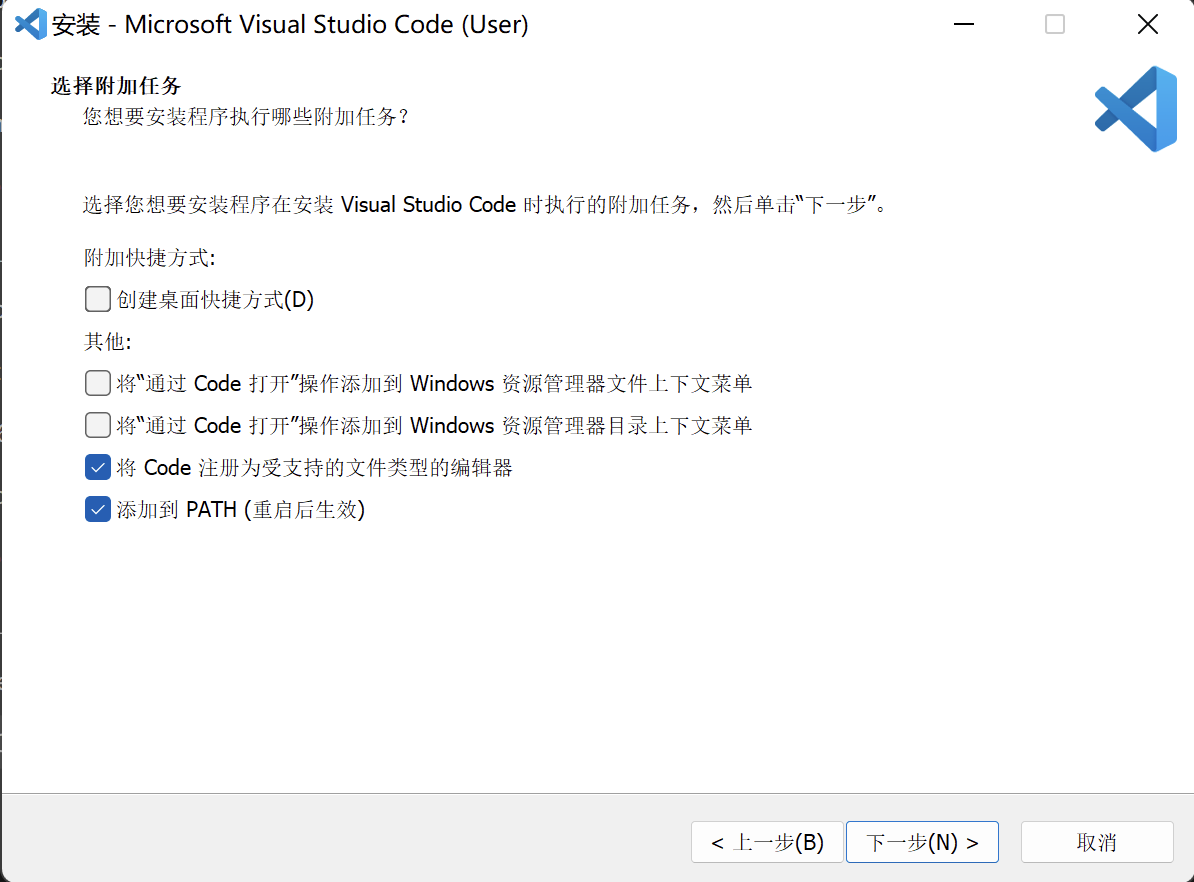 安装 - Microsoft Visual Studio Code (User)
选择附加任务
您想要安装程序执行哪些附加任务？
选择您想要安装程序在安装 Visual Studio Code 时执行的附加任务，然后单击“下一步”。
附加快捷方式:
创建桌面快捷方式(D)
其他:
将“通过 Code 打开”操作添加到 Windows 资源管理器文件上下文菜单
将“通过 Code 打开”操作添加到 Windows 资源管理器目录上下文菜单
将 Code 注册为受支持的文件类型的编辑器
添加到 PATH (重启后生效)
< 上一步(B)
下一步(N) >
取消